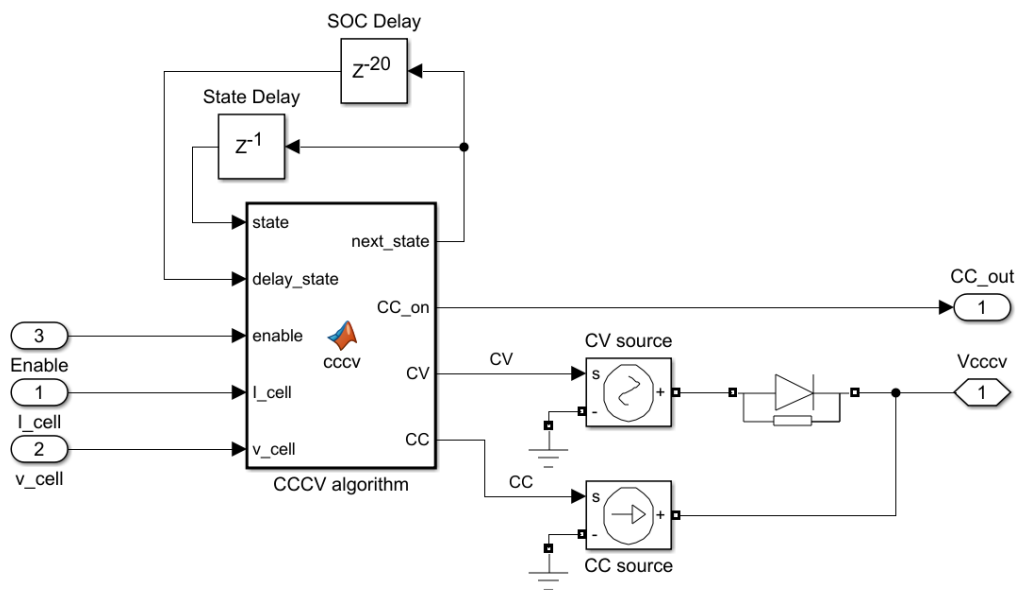 SOC Delay
Z-20
State Delay
Z-1
state
next_state
delay_state
CC_out
CC_on
1
3
enable
Enable
cccv
CV source
Vcccv
CV
CV
s
+
-
1
1
I_cell
I_cell
2
v_cell
v_cell
CC
CC
s
+
-
CCCV algorithm
CC source